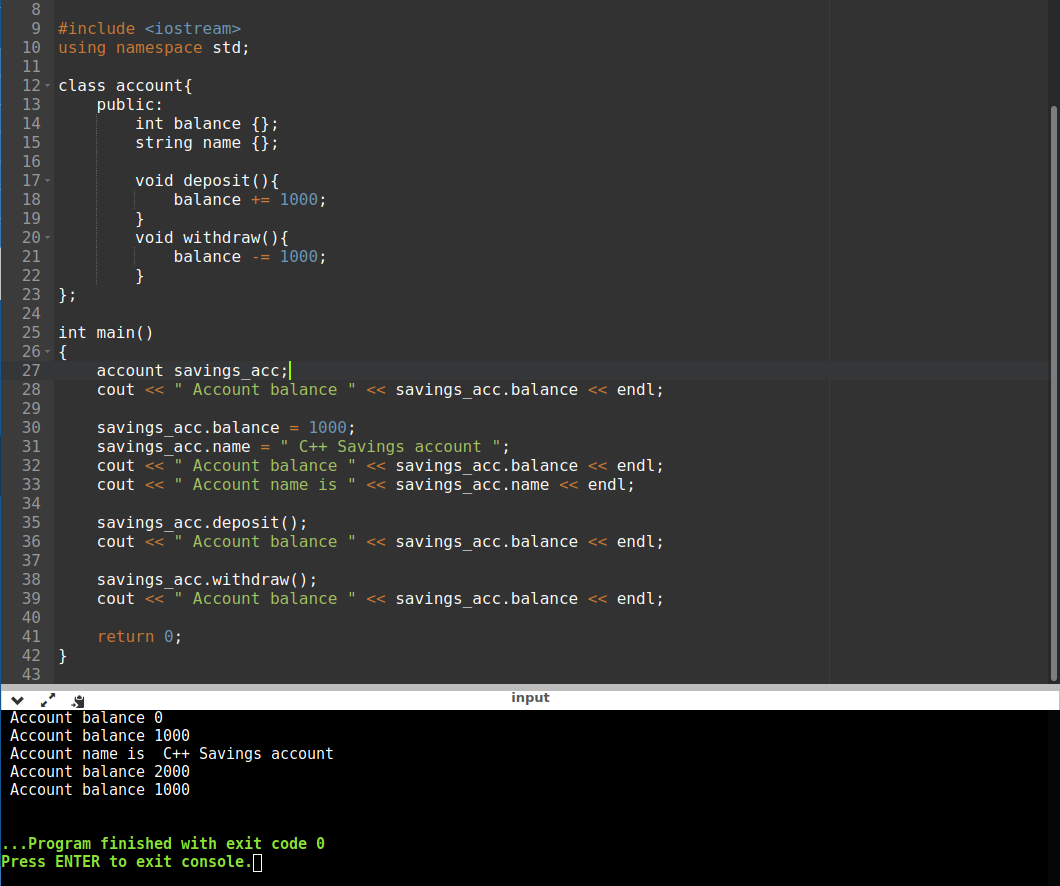 8
9 #include <iostream>
10 using namespace std;
11
12 class account{
13     public:
14         int balance {};
15         string name {};
16
17         void deposit(){
18             balance += 1000;
19         }
20         void withdraw(){
21             balance -= 1000;
22         }
23 };
24
25 int main()
26 {
27     account savings_acc;
28     cout << " Account balance " << savings_acc.balance << endl;
29
30     savings_acc.balance = 1000;
31     savings_acc.name = " C++ Savings account ";
32     cout << " Account balance " << savings_acc.balance << endl;
33     cout << " Account name is " << savings_acc.name << endl;
34
35     savings_acc.deposit();
36     cout << " Account balance " << savings_acc.balance << endl;
37
38     savings_acc.withdraw();
39     cout << " Account balance " << savings_acc.balance << endl;
40
41     return 0;
42 }
43
input
 Account balance 0
 Account balance 1000
 Account name is  C++ Savings account
 Account balance 2000
 Account balance 1000
...Program finished with exit code 0
Press ENTER to exit console.